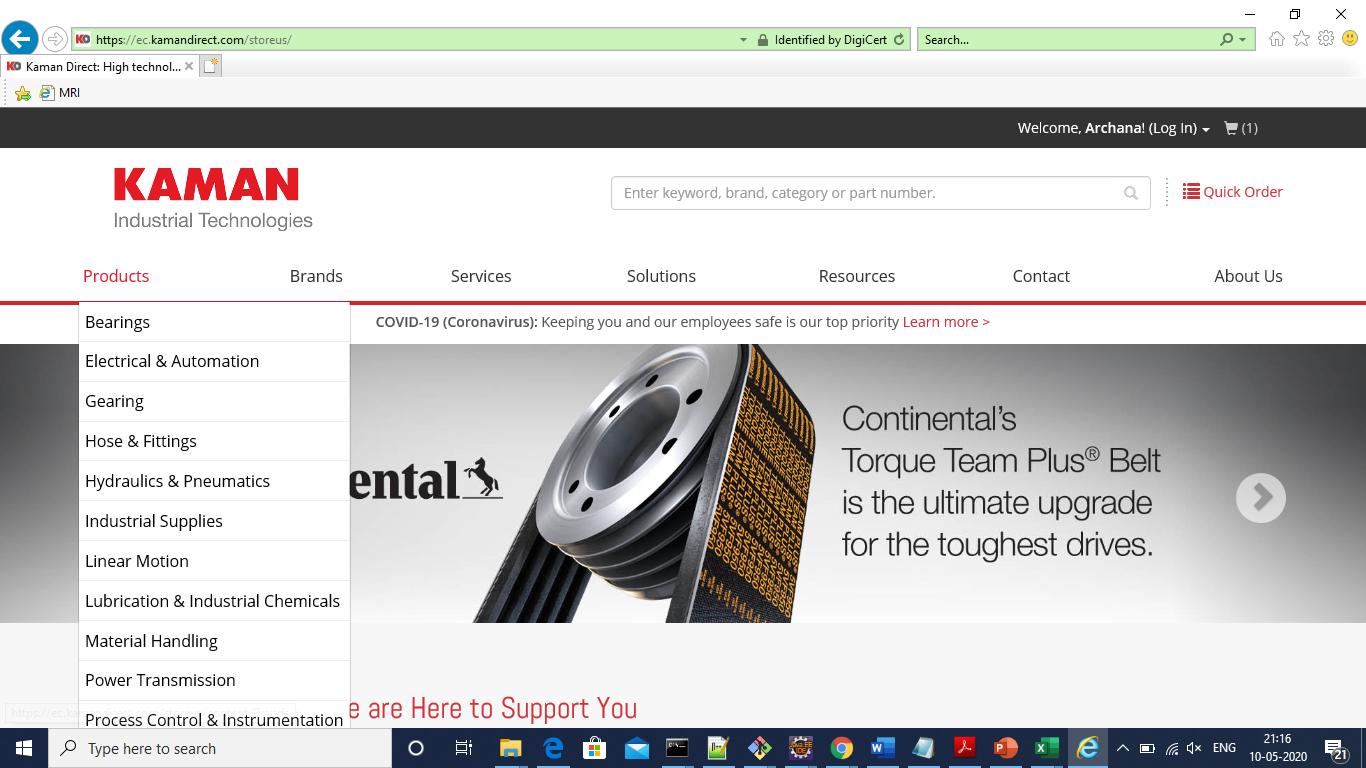 https://ec.kamandirect.com/storeus/
Identified by DigiCert
Search...
KD Kaman Direct: High technol...
MRI
Welcome, Archana! (Log In)
(1)
KAMAN
Industrial Technologies
Enter keyword, brand, category or part number.
Quick Order
Products Brands Services Solutions Resources Contact About Us
Bearings
COVID-19 (Coronavirus): Keeping you and our employees safe is our top priority Learn more >
Electrical & Automation
Gearing
Hose & Fittings
Hydraulics & Pneumatics
Industrial Supplies
Linear Motion
Lubrication & Industrial Chemicals
Material Handling
Power Transmission
Process Control & Instrumentation
ental
Continental's
Torque Team Plus® Belt
is the ultimate upgrade
for the toughest drives.
e are Here to Support You
Type here to search
ENG
21:16
10-05-2020
21